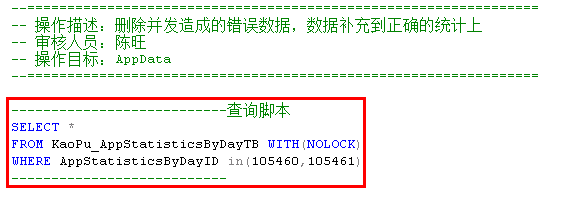 --===================================================
-- 操作描述：删除并发造成的错误数据，数据补充到正确的统计上
-- 审核人员：陈旺
-- 操作目标：AppData
--===================================================
---------------------------查询脚本
SELECT *
FROM KaoPu_AppStatisticsByDayTB WITH(NOLOCK)
WHERE AppStatisticsByDayID in(105460,105461)
---------------------------